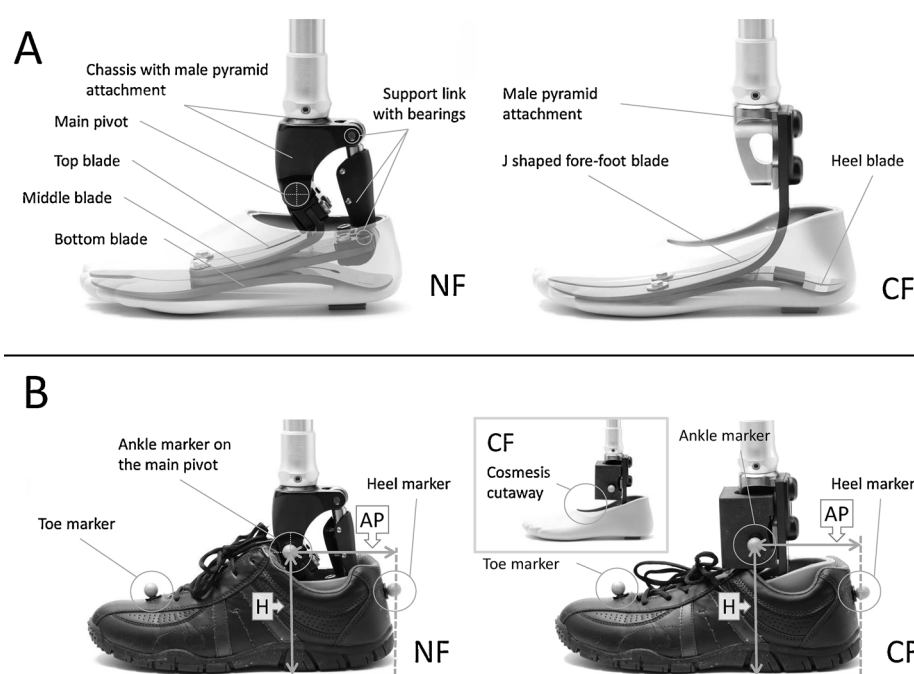 A
Chassis with male pyramid
attachment
Main pivot
Top blade
Middle blade
Bottom blade
Support link
with bearings
NF
Male pyramid
attachment
J shaped fore-foot blade
Heel blade
CF
B
Ankle marker on
the main pivot
Toe marker
Heel marker
AP
H
NF
CF
Cosmesis
cutaway
Ankle marker
Heel marker
AP
Toe marker
H
CF